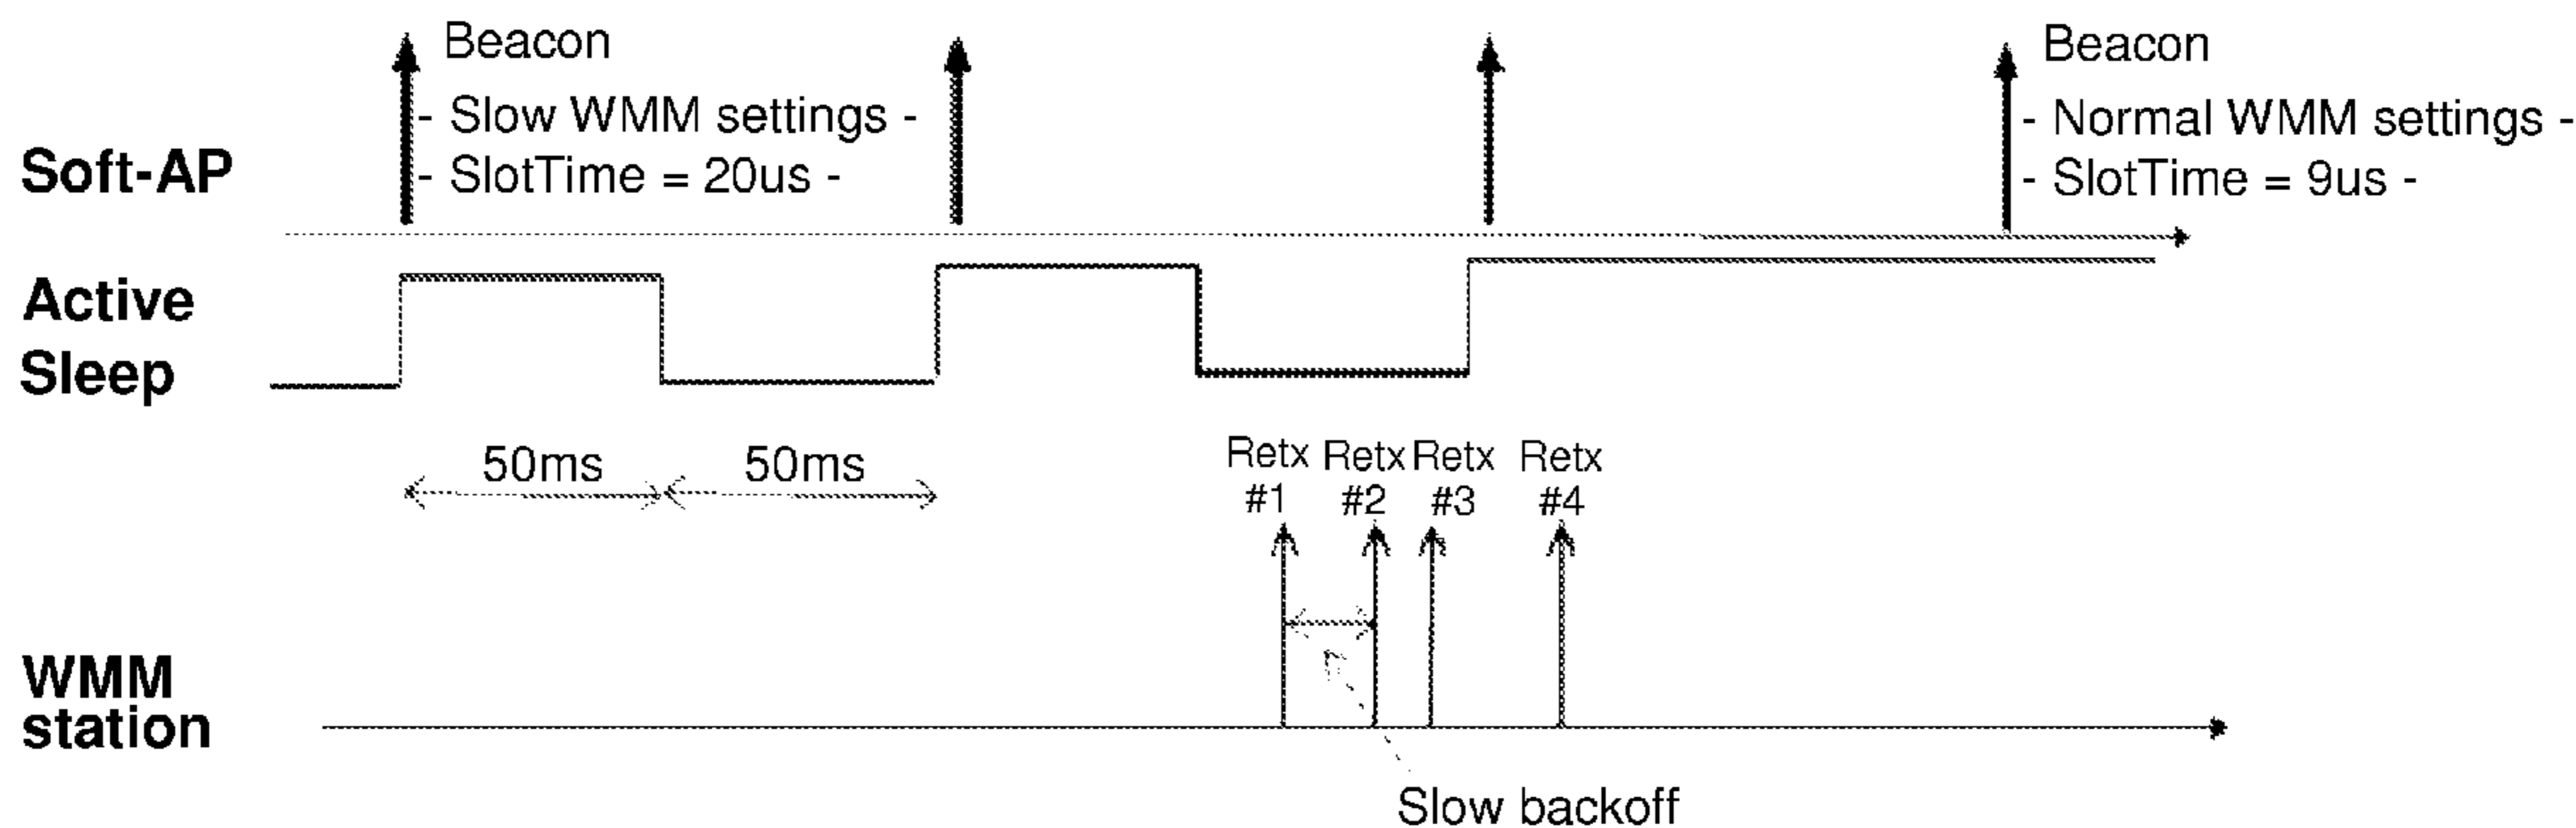 Beacon
- Slow WMM settings -
- SlotTime = 20us -
Beacon
- Normal WMM settings -
- SlotTime = 9us -
Soft-AP
Active
Sleep
50ms
50ms
Retx
#1
Retx
#2
Retx
#3
Retx
#4
WMM
station
Slow backoff